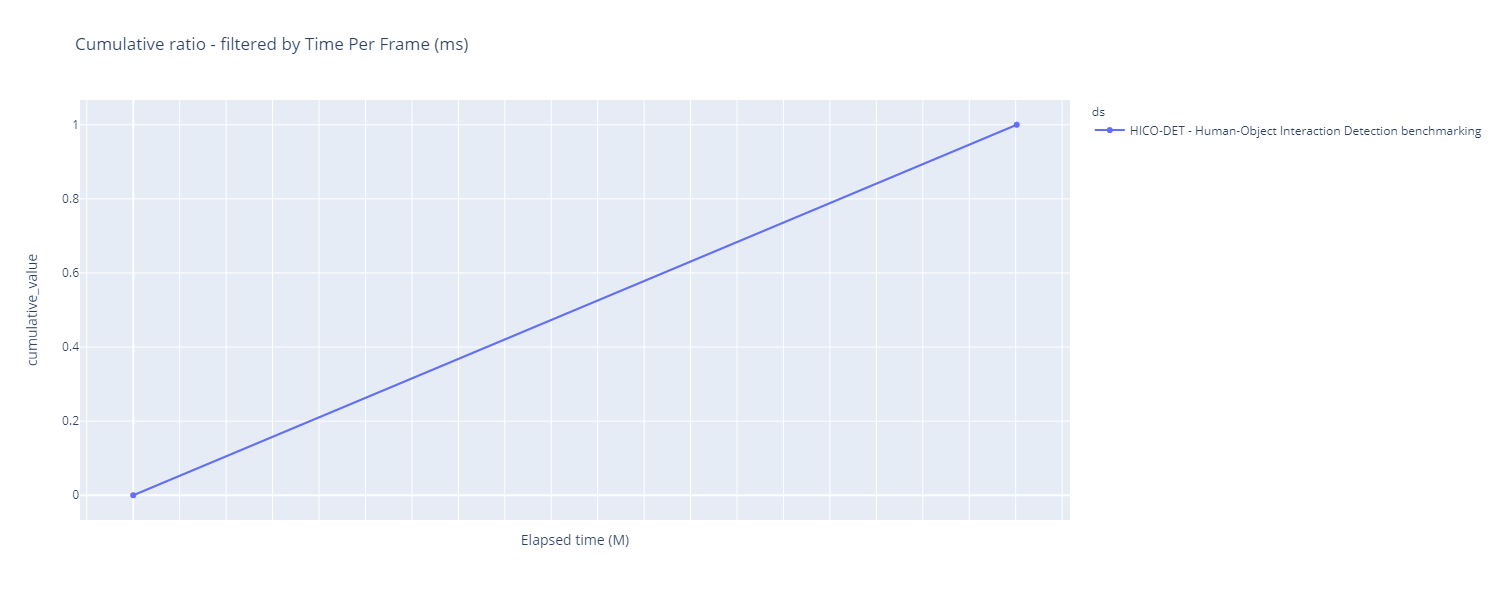 Cumulative ratio - filtered by Time Per Frame (ms)
ds
HICO-DET - Human-Object Interaction Detection benchmarking
1
0.8
0.6
0.4
0.2
0
cumulative_value
Elapsed time (M)